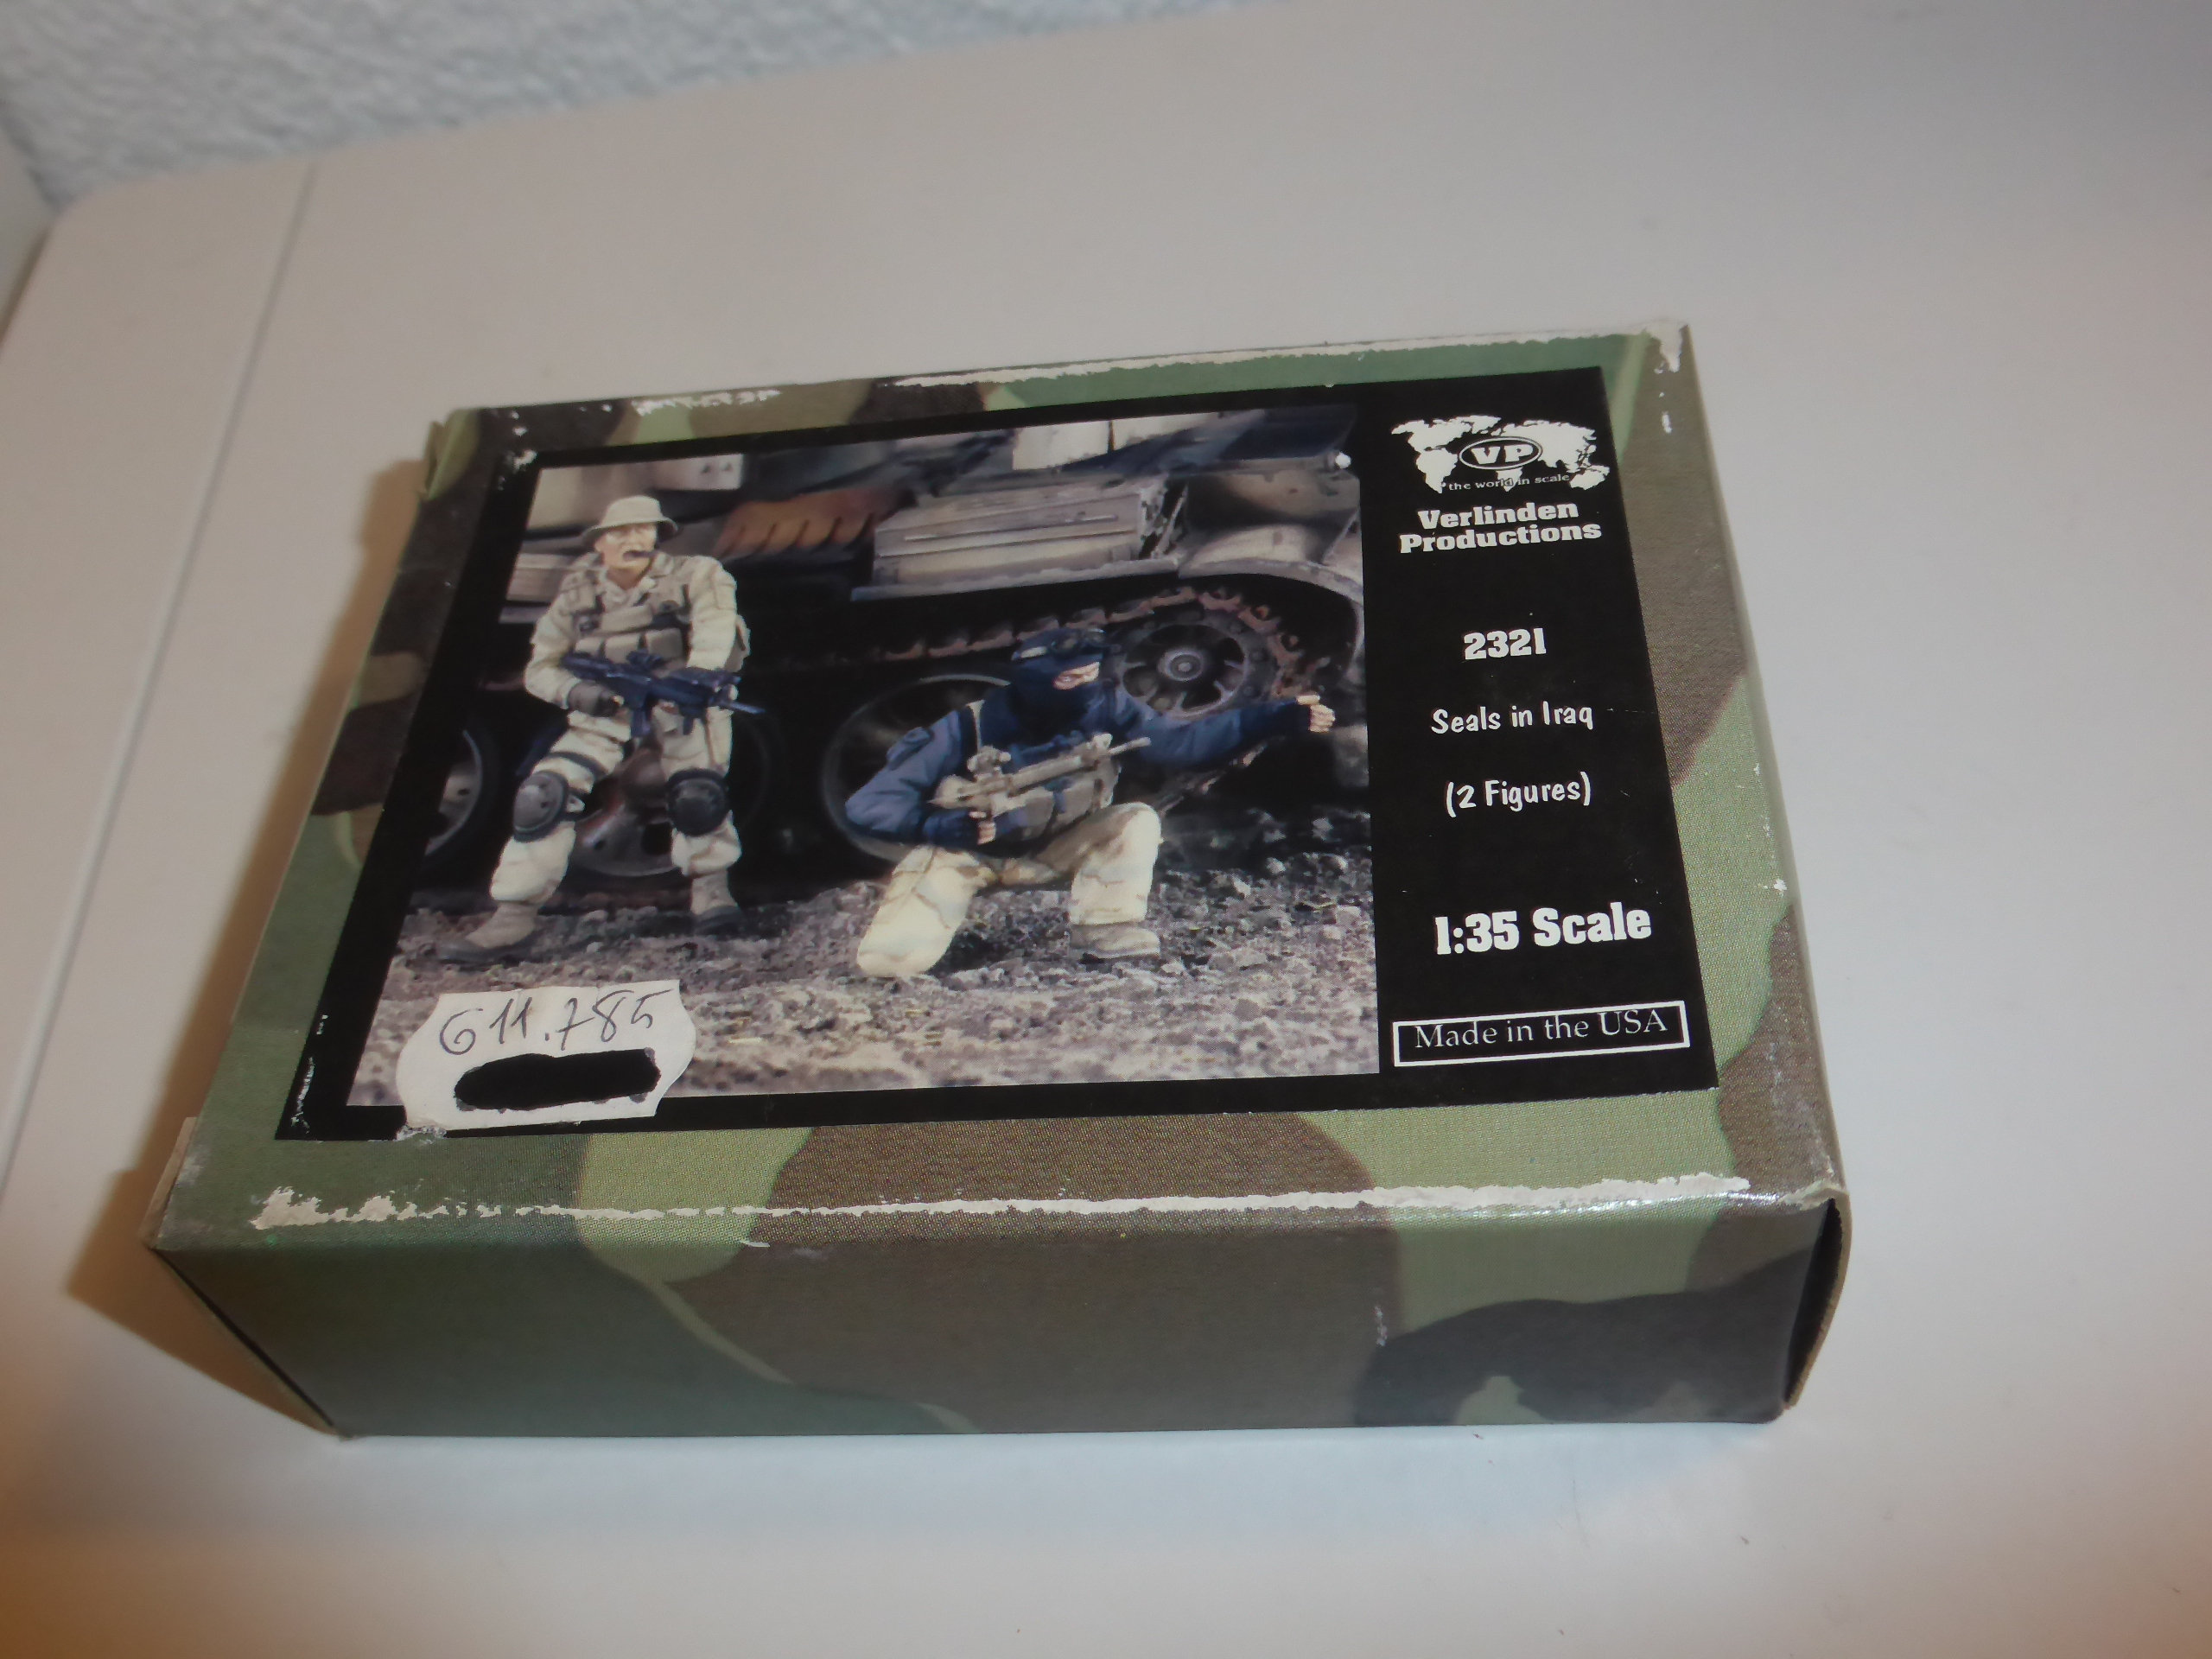 VP
the world in scale
Verlinden
Productions
2321
Seals in Iraq
(2 Figures)
1:35 Scale
Made in the USA
G11.785